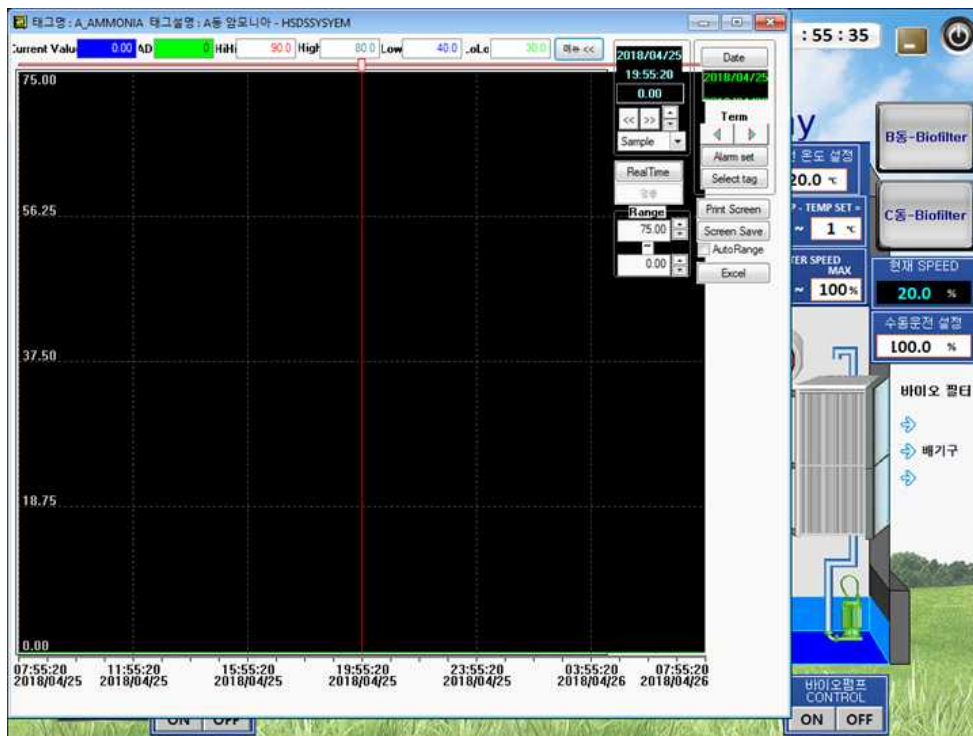 태그명 : A_AMMONIA 태그설명 : A동 암모니아 - HSDSSYSYEM
Current Valu 0.00 AD 0 HiHi 90.0 High 80.0 Low 40.0 LoLo 30.0 메뉴 <<
75.00
56.25
37.50
18.75
0.00
07:55:20 11:55:20 15:55:20 19:55:20 23:55:20 03:55:20 07:55:20
2018/04/25 2018/04/25 2018/04/25 2018/04/25 2018/04/25 2018/04/26 2018/04/26
2018/04/25
19:55:20
0.00
<< >>
Sample
RealTime
Range
75.00
0.00
Date
2018/04/25
Term
Alarm set
Select tag
Print Screen
Screen Save
AutoRange
Excel
: 55 : 35
B동-Biofilter
C동-Biofilter
온도 설정
20.0 ℃
P - TEMP SET =
~ 1 ℃
TER SPEED
MAX
~ 100 %
현재 SPEED
20.0 %
수동운전 설정
100.0 %
바이오 필터
배기구
바이오펌프
CONTROL
ON OFF
ON OFF